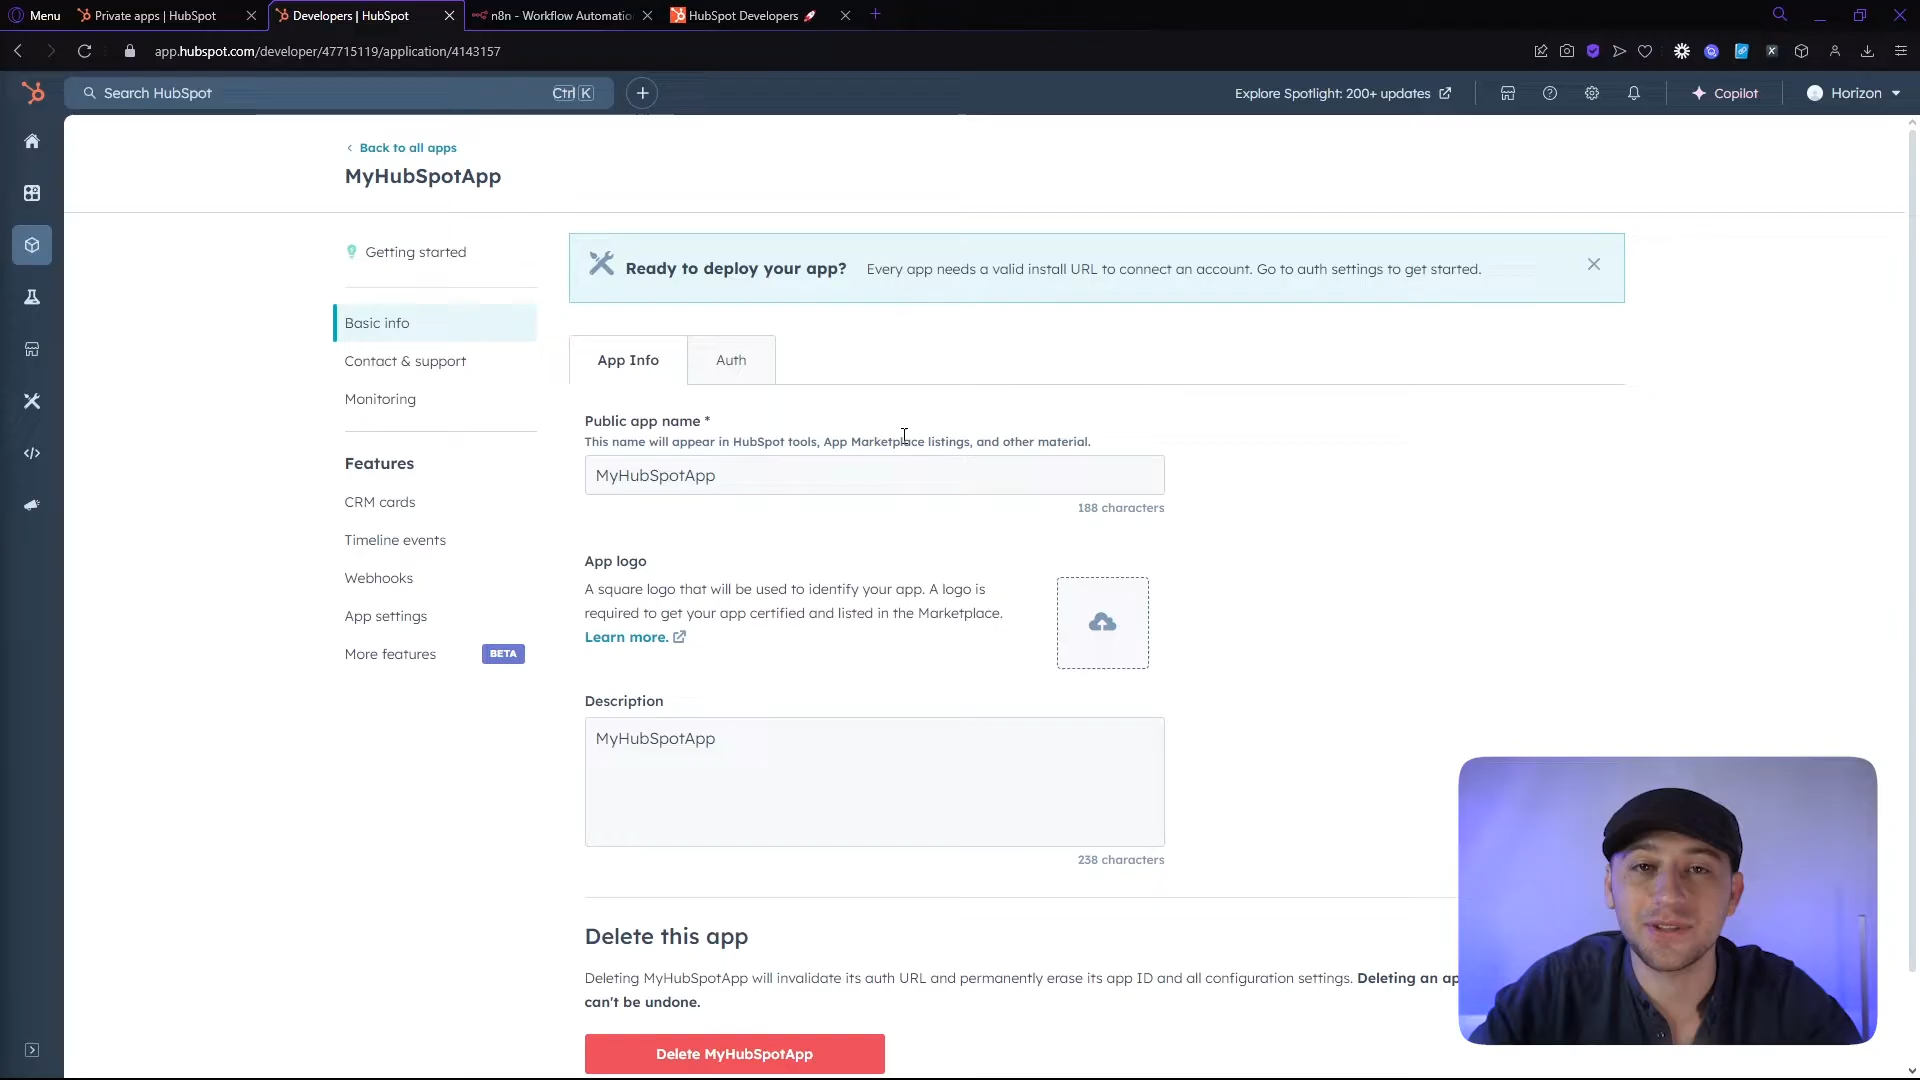 Menu
Private apps | HubSpot
Developers | HubSpot
n8n - Workflow Automatio
HubSpot Developers 🚀
app.hubspot.com/developer/47715119/application/4143157
Search HubSpot
Ctrl K
Explore Spotlight: 200+ updates
Copilot
Horizon
Back to all apps
MyHubSpotApp
Getting started
Basic info
Contact & support
Monitoring
Features
CRM cards
Timeline events
Webhooks
App settings
More features
BETA
Ready to deploy your app? Every app needs a valid install URL to connect an account. Go to auth settings to get started.
App Info
Auth
Public app name *
This name will appear in HubSpot tools, App Marketplace listings, and other material.
MyHubSpotApp
188 characters
App logo
A square logo that will be used to identify your app. A logo is
required to get your app certified and listed in the Marketplace.
Learn more.
Description
MyHubSpotApp
238 characters
Delete this app
Deleting MyHubSpotApp will invalidate its auth URL and permanently erase its app ID and all configuration settings. Deleting an ap
can't be undone.
Delete MyHubSpotApp